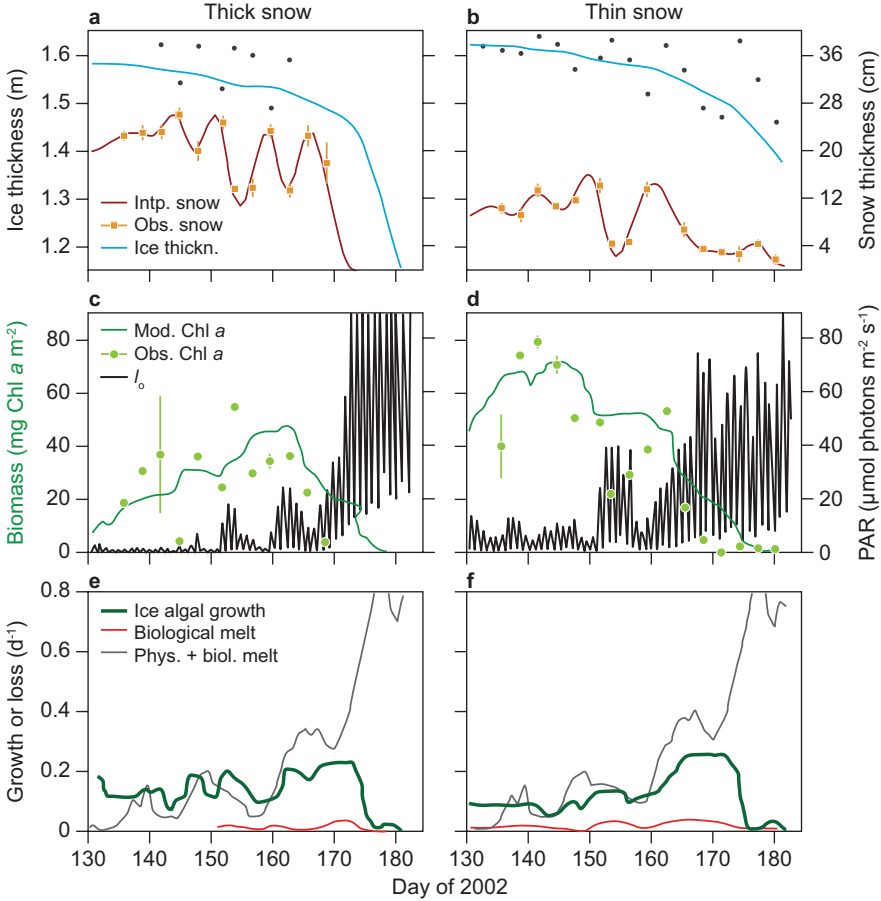 Thick snow
Thin snow
a
b
1.6
1.5
1.4
1.3
1.2
Ice thickness (m)
Intp. snow
Obs. snow
Ice thickn.
36
28
20
12
4
Snow thickness (cm)
c
d
80
60
40
20
0
Biomass (mg Chl a m-2)
Mod. Chl a
Obs. Chl a
Io
80
60
40
20
0
PAR (µmol photons m-2 s-1)
e
f
0.8
0.6
0.4
0.2
0
Growth or loss (d-1)
Ice algal growth
Biological melt
Phys. + biol. melt
130 140 150 160 170 180
130 140 150 160 170 180
Day of 2002